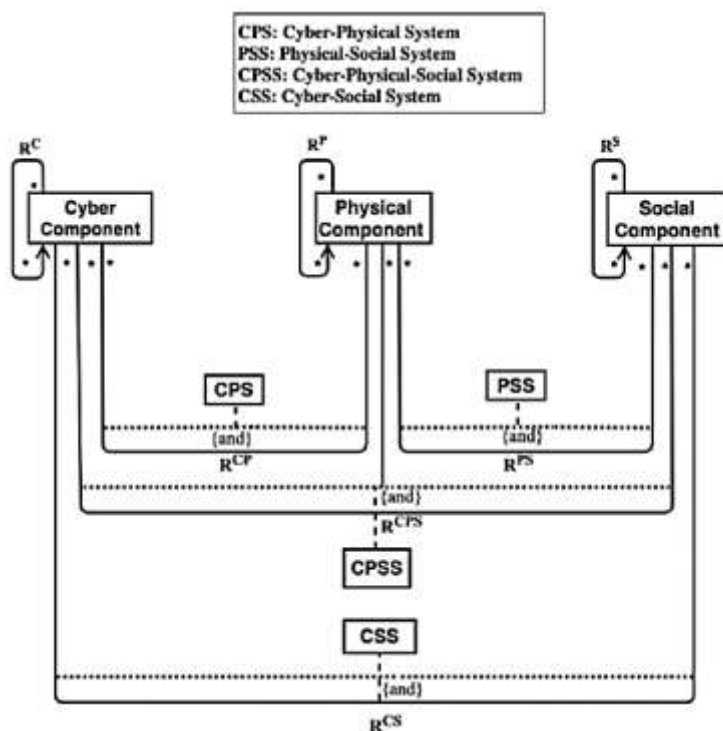 CPS: Cyber-Physical System
PSS: Physical-Social System
CPSS: Cyber-Physical-Social System
CSS: Cyber-Social System
R^C
R^P
R^S
*
*
*
Cyber
Component
Physical
Component
Social
Component
* * * *
* * * *
* * * *
CPS
PSS
{and}
{and}
R^CP
R^PS
{and}
R^CPS
CPSS
CSS
{and}
R^CS